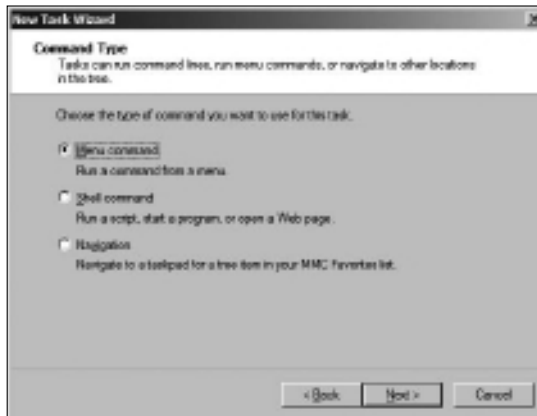 New Task Wizard
Command Type
Tasks can run command lines, run menu commands, or navigate to other locations
in the tree.
Choose the type of command you want to use for this task.
Menu command
Run a command from a menu.
Shell command
Run a script, start a program, or open a Web page.
Navigation
Navigate to a taskpad for a tree item in your MMC Favorites list.
< Back
Next >
Cancel